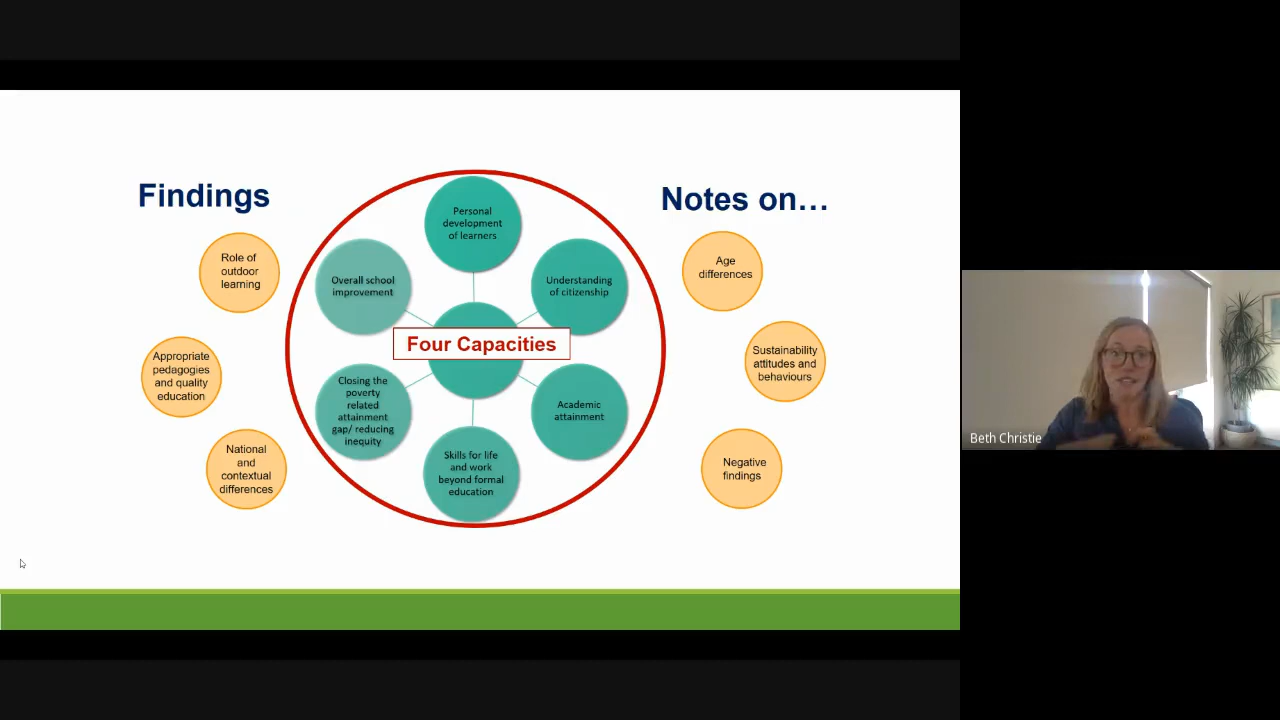 Findings
Role of
outdoor
learning
Appropriate
pedagogies
and quality
education
National
and
contextual
differences
Personal
development
of learners
Overall school
improvement
Understanding
of citizenship
Four Capacities
Closing the
poverty
related
attainment
gap/ reducing
inequity
Academic
attainment
Skills for life
and work
beyond formal
education
Notes on...
Age
differences
Sustainability
attitudes and
behaviours
Negative
findings
Beth Christie